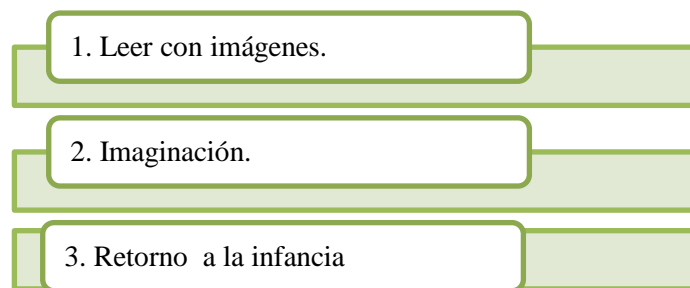 1. Leer con imágenes.
2. Imaginación.
3. Retorno  a la infancia